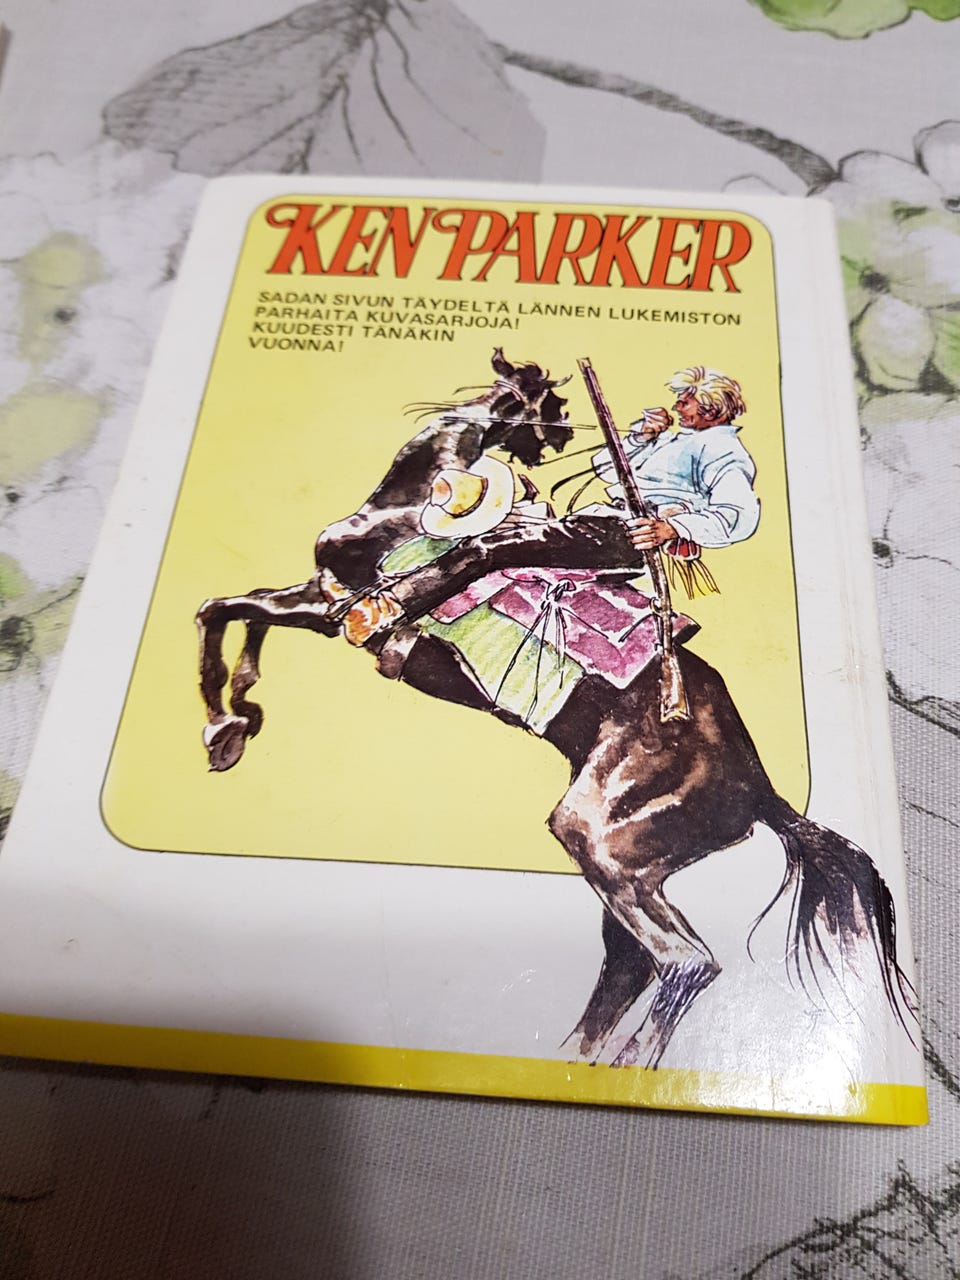 KEN PARKER
SADAN SIVUN TÄYDELTÄ LÄNNEN LUKEMISTON
PARHAITA KUVASARJOJA!
KUUDESTI TÄNÄKIN
VUONNA!